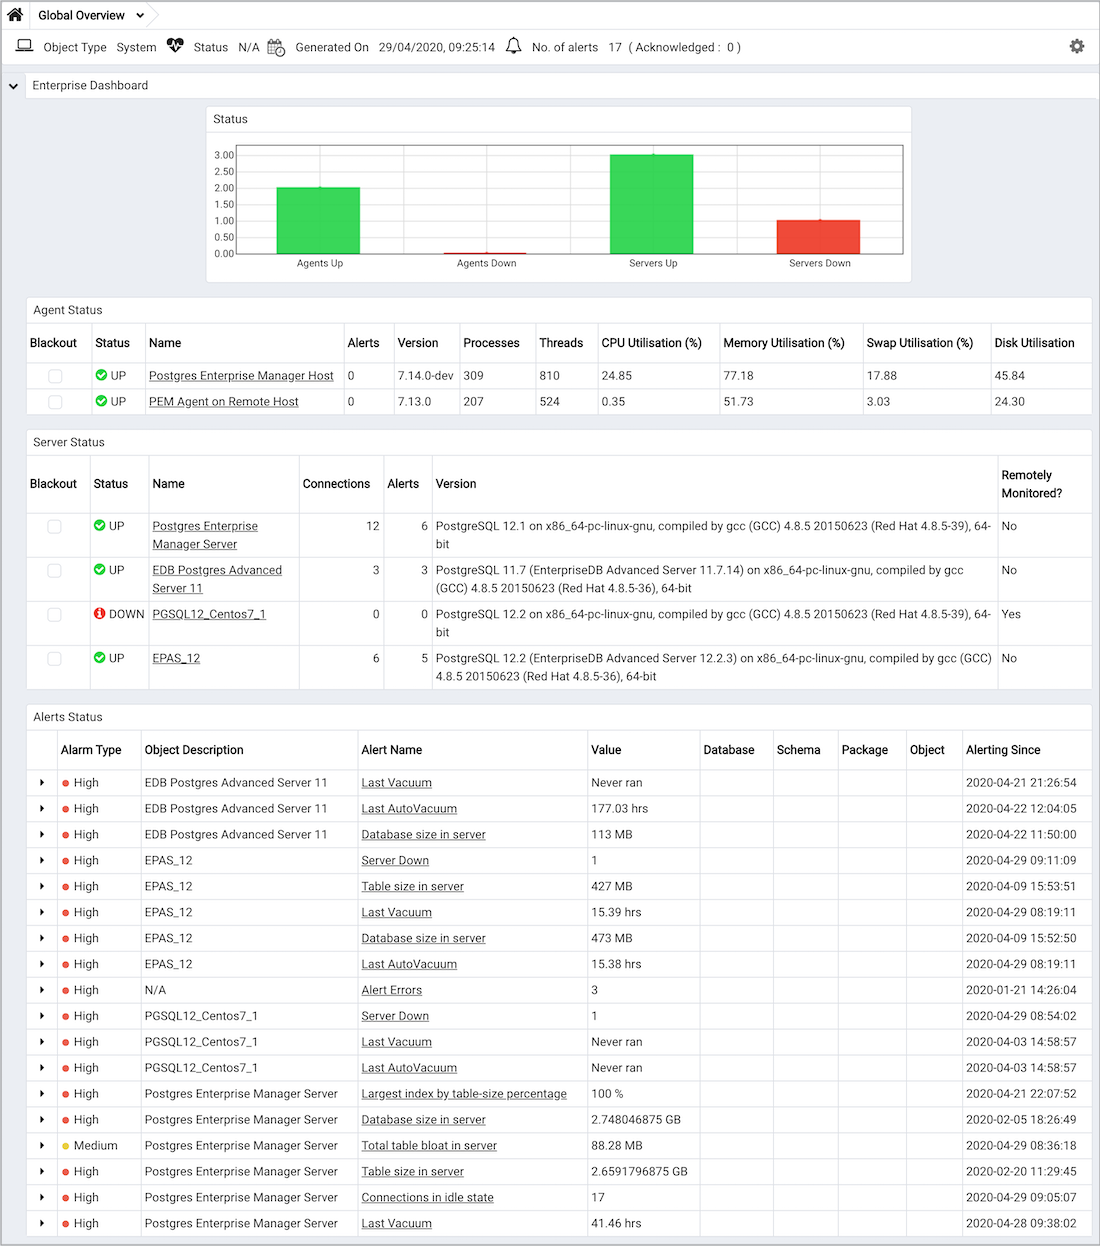 Global Overview
Object Type System Status N/A Generated On 29/04/2020, 09:25:14 No. of alerts 17 ( Acknowledged : 0 )
Enterprise Dashboard
Status
3.00
2.50
2.00
1.50
1.00
0.50
0.00
Agents Up Agents Down Servers Up Servers Down
Agent Status
Blackout Status Name Alerts Version Processes Threads CPU Utilisation (%) Memory Utilisation (%) Swap Utilisation (%) Disk Utilisation
UP Postgres Enterprise Manager Host 0 7.14.0-dev 309 810 24.85 77.18 17.88 45.84
UP PEM Agent on Remote Host 0 7.13.0 207 524 0.35 51.73 3.03 24.30
Server Status
Blackout Status Name Connections Alerts Version Remotely
Monitored?
UP Postgres Enterprise 12 6 PostgreSQL 12.1 on x86_64-pc-linux-gnu, compiled by gcc (GCC) 4.8.5 20150623 (Red Hat 4.8.5-39), 64- No
Manager Server bit
UP EDB Postgres Advanced 3 3 PostgreSQL 11.7 (EnterpriseDB Advanced Server 11.7.14) on x86_64-pc-linux-gnu, compiled by gcc No
Server 11 (GCC) 4.8.5 20150623 (Red Hat 4.8.5-36), 64-bit
DOWN PGSQL12_Centos7_1 0 0 PostgreSQL 12.2 on x86_64-pc-linux-gnu, compiled by gcc (GCC) 4.8.5 20150623 (Red Hat 4.8.5-39), 64- Yes
bit
UP EPAS_12 6 5 PostgreSQL 12.2 (EnterpriseDB Advanced Server 12.2.3) on x86_64-pc-linux-gnu, compiled by gcc (GCC) No
4.8.5 20150623 (Red Hat 4.8.5-36), 64-bit
Alerts Status
Alarm Type Object Description Alert Name Value Database Schema Package Object Alerting Since
High EDB Postgres Advanced Server 11 Last Vacuum Never ran 2020-04-21 21:26:54
High EDB Postgres Advanced Server 11 Last AutoVacuum 177.03 hrs 2020-04-22 12:04:05
High EDB Postgres Advanced Server 11 Database size in server 113 MB 2020-04-22 11:50:00
High EPAS_12 Server Down 1 2020-04-29 09:11:09
High EPAS_12 Table size in server 427 MB 2020-04-09 15:53:51
High EPAS_12 Last Vacuum 15.39 hrs 2020-04-29 08:19:11
High EPAS_12 Database size in server 473 MB 2020-04-09 15:52:50
High EPAS_12 Last AutoVacuum 15.38 hrs 2020-04-29 08:19:11
High N/A Alert Errors 3 2020-01-21 14:26:04
High PGSQL12_Centos7_1 Server Down 1 2020-04-29 08:54:02
High PGSQL12_Centos7_1 Last Vacuum Never ran 2020-04-03 14:58:57
High PGSQL12_Centos7_1 Last AutoVacuum Never ran 2020-04-03 14:58:57
High Postgres Enterprise Manager Server Largest index by table-size percentage 100 % 2020-04-21 22:07:52
High Postgres Enterprise Manager Server Database size in server 2.748046875 GB 2020-02-05 18:26:49
Medium Postgres Enterprise Manager Server Total table bloat in server 88.28 MB 2020-04-29 08:36:18
High Postgres Enterprise Manager Server Table size in server 2.6591796875 GB 2020-02-20 11:29:45
High Postgres Enterprise Manager Server Connections in idle state 17 2020-04-29 09:05:07
High Postgres Enterprise Manager Server Last Vacuum 41.46 hrs 2020-04-28 09:38:02